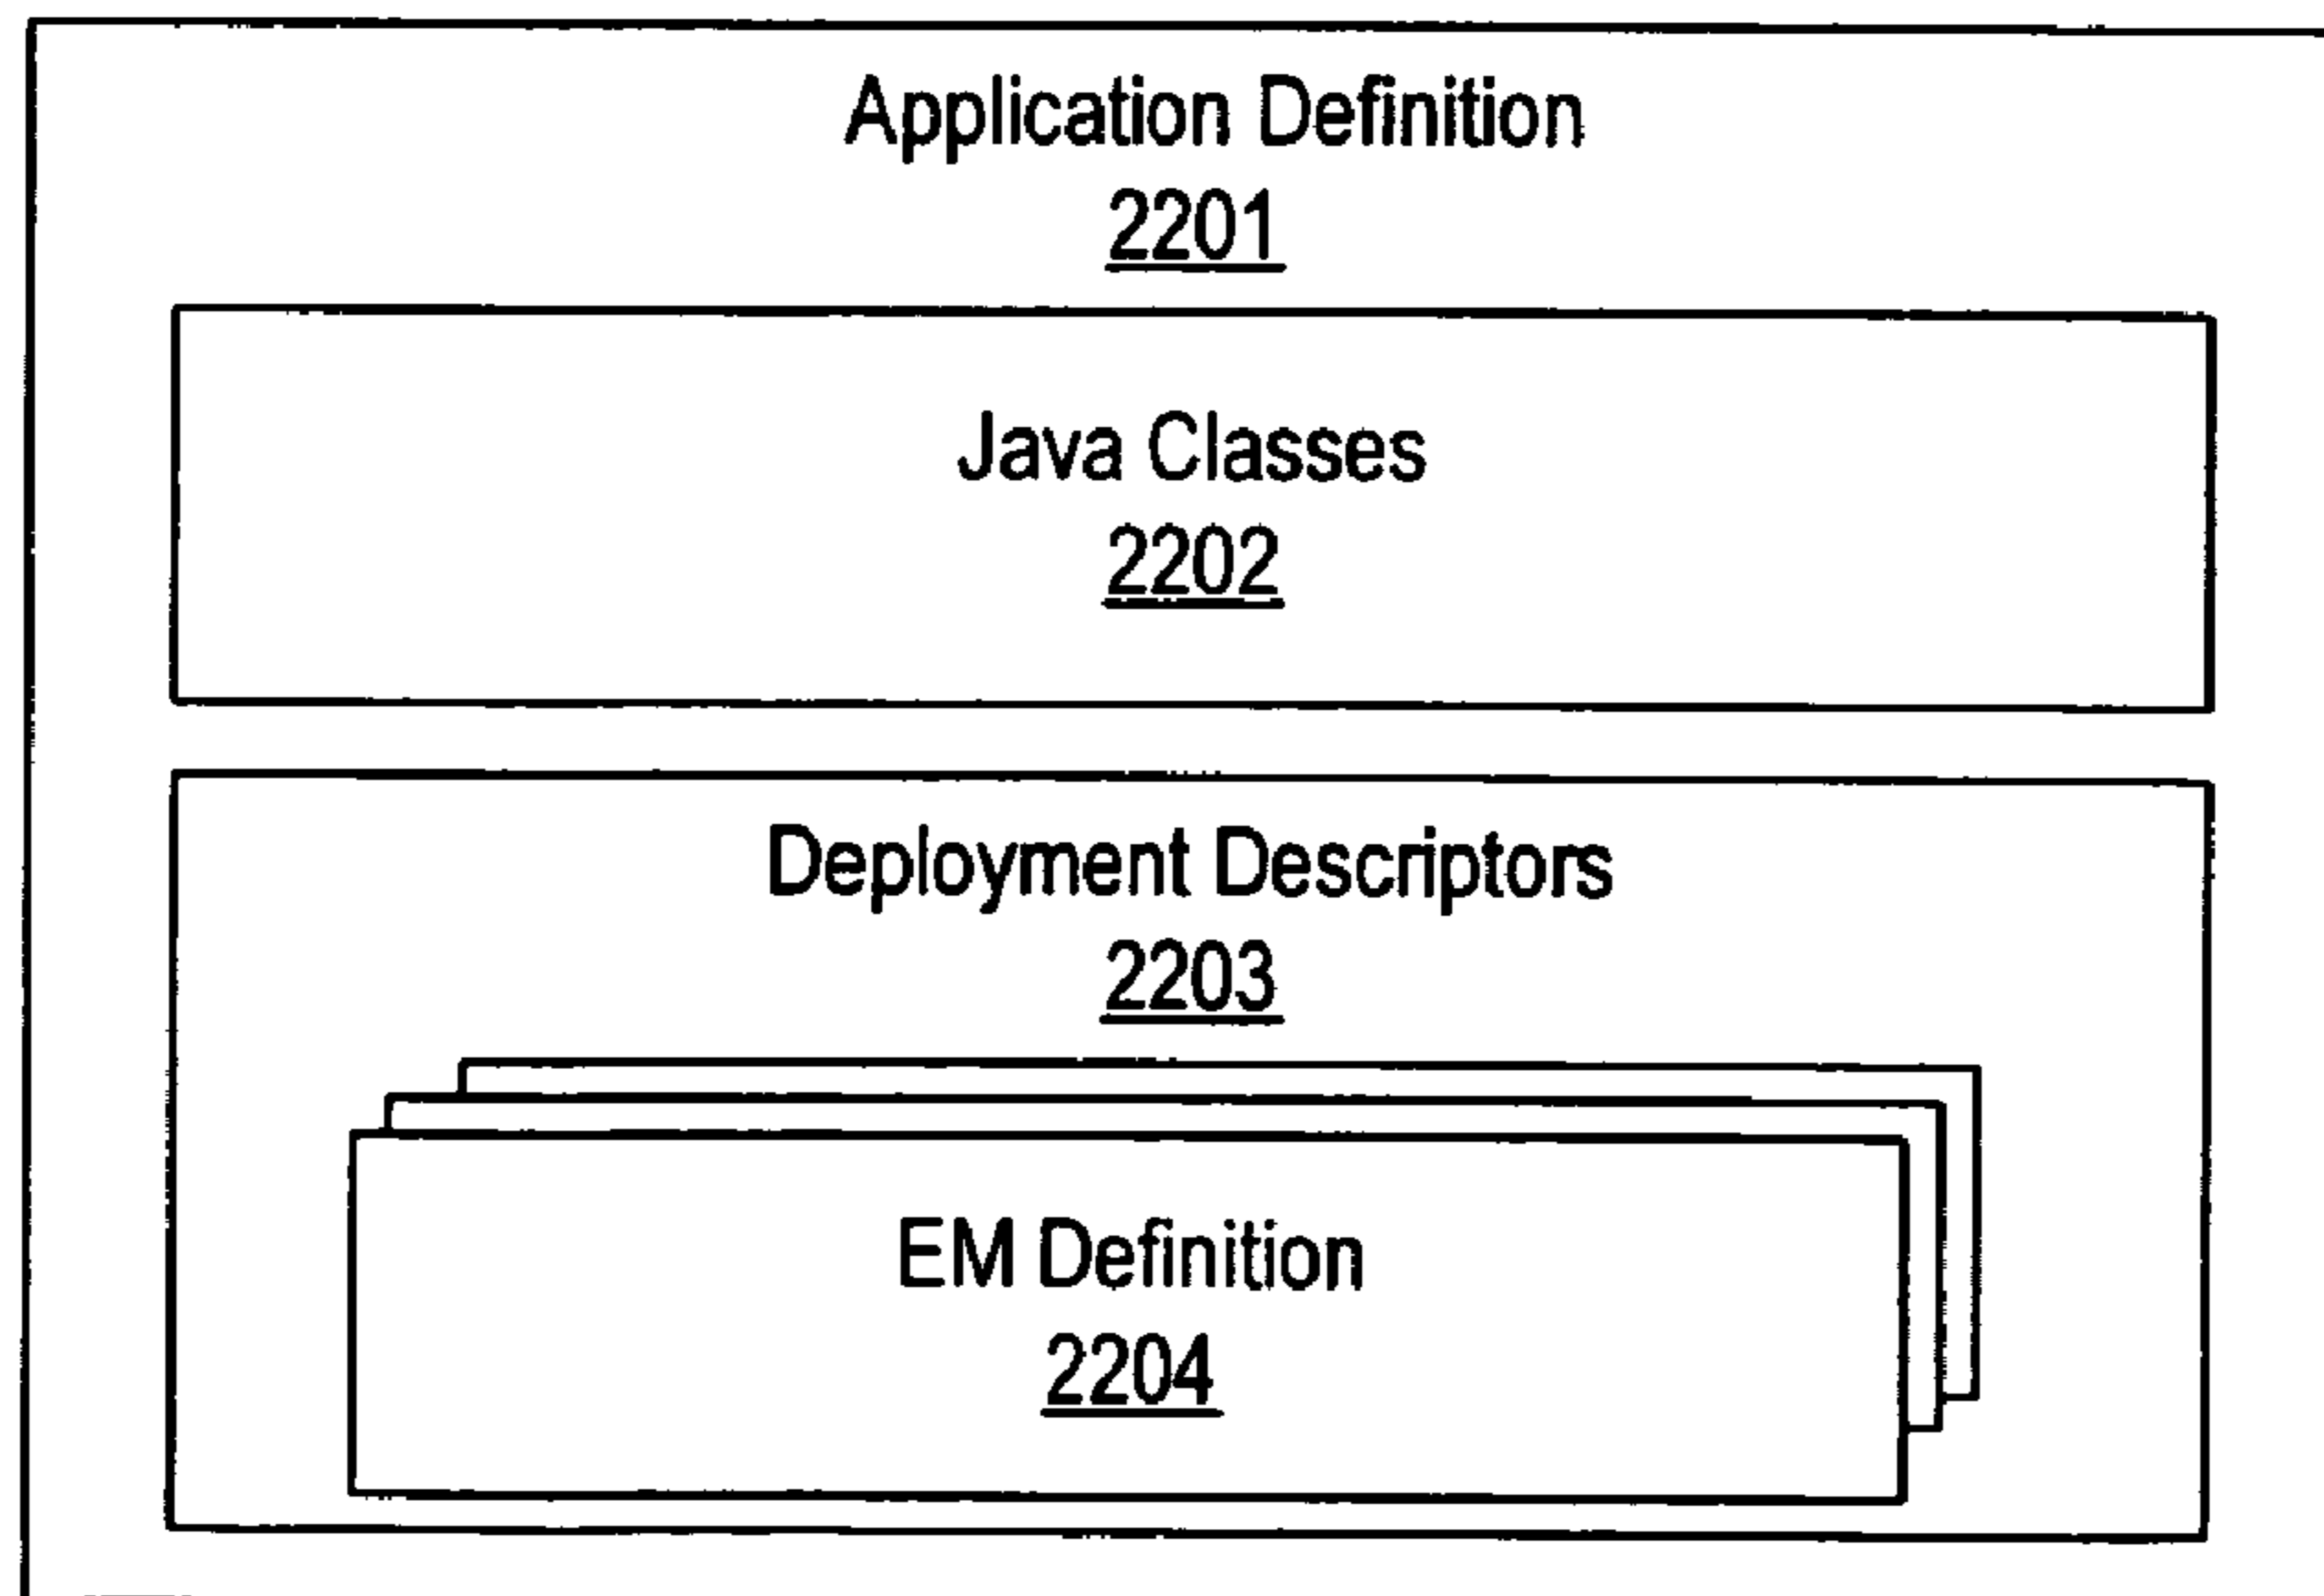 Application Definition
2201
Java Classes
2202
Deployment Descriptors
2203
EM Definition
2204